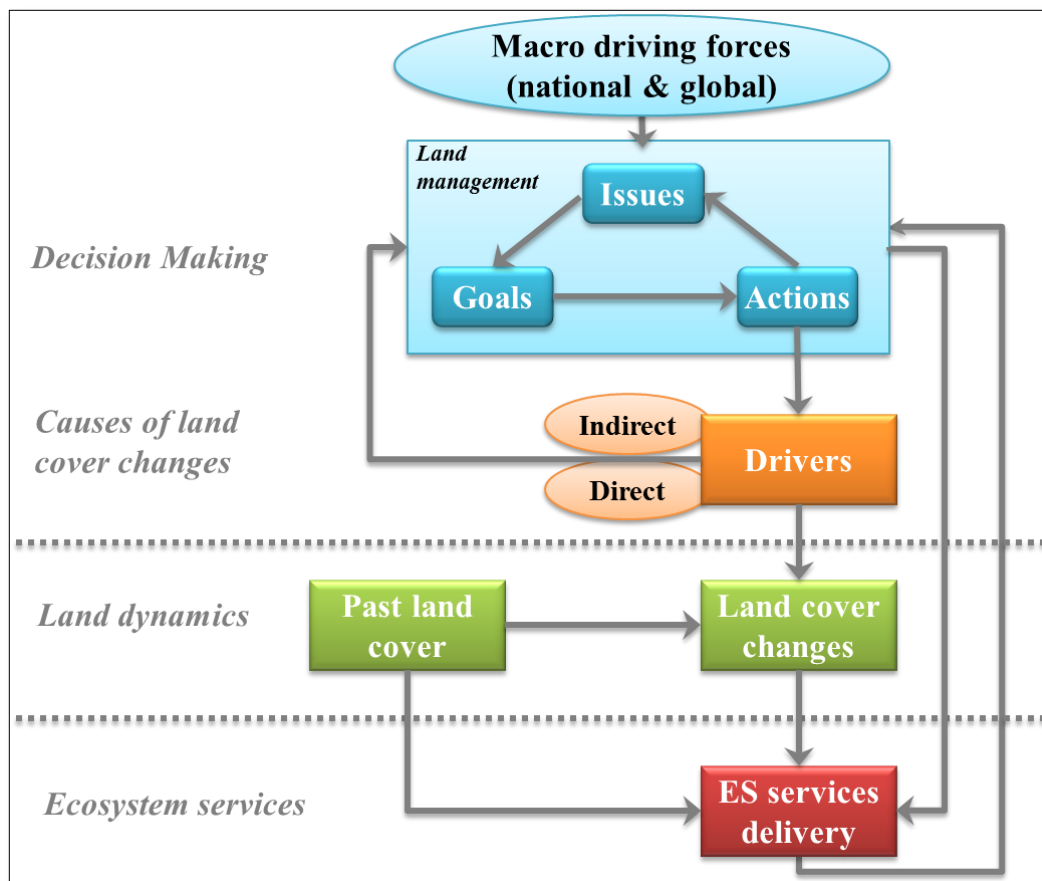 Macro driving forces
(national & global)
Land
management
Issues
Decision Making
Goals
Actions
Causes of land
cover changes
Indirect
Drivers
Direct
Land dynamics
Past land
cover
Land cover
changes
Ecosystem services
ES services
delivery